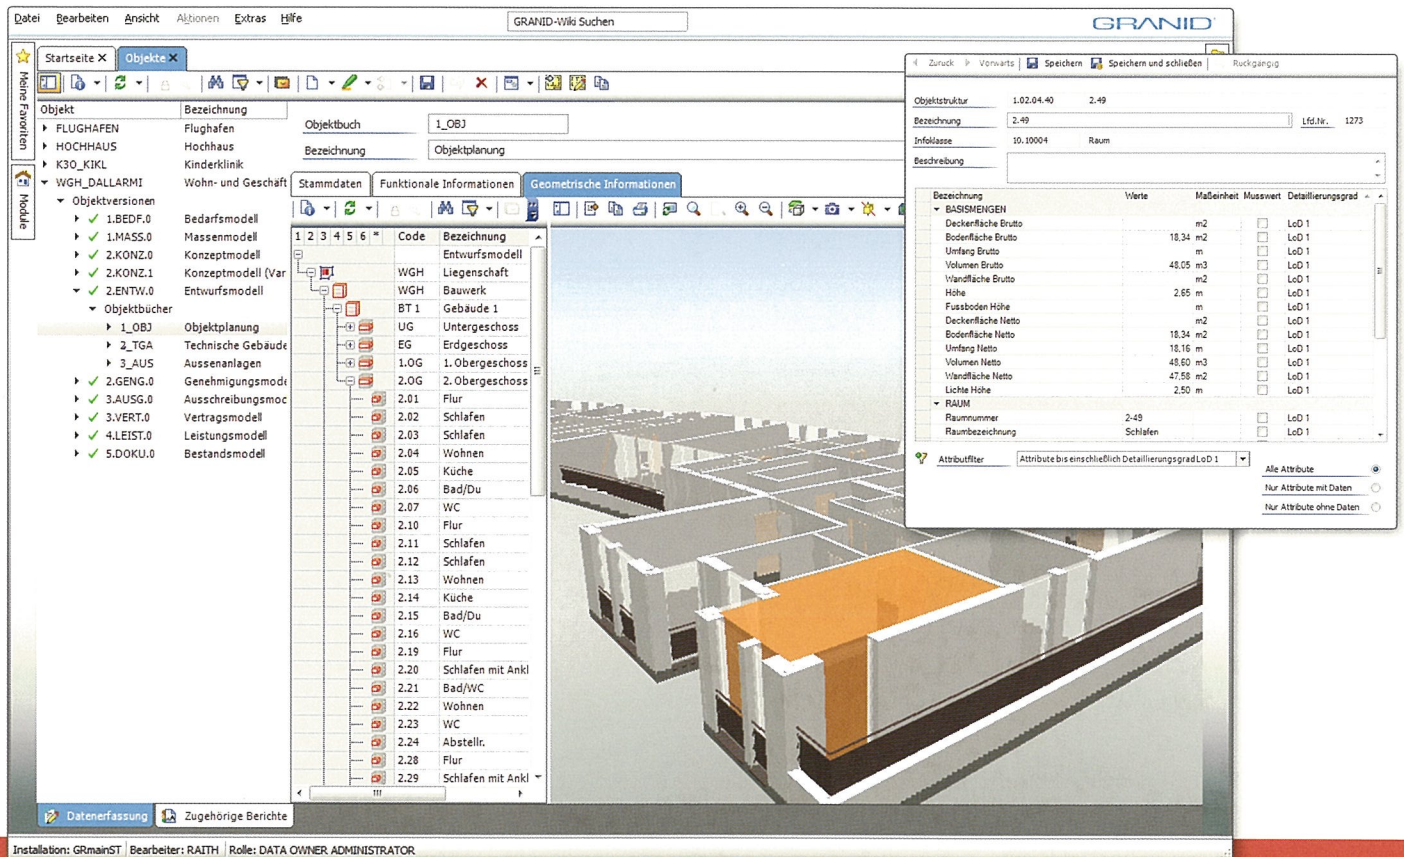 Datei Bearbeiten Ansicht Aktionen Extras Hilfe
GRANID-Wiki Suchen
GRANID
Meine Favoriten
Module
Startseite X
Objekte X
Objekt Bezeichnung
FLUGHAFEN Flughafen
HOCHHAUS Hochhaus
K30_KIKL Kinderklinik
WGH_DALLARMI Wohn- und Geschäft
Objektversionen
1.BEDF.0 Bedarfsmodell
1.MASS.0 Massenmodell
2.KONZ.0 Konzeptmodell
2.KONZ.1 Konzeptmodell (Var
2.ENTW.0 Entwurfsmodell
Objektbücher
1_OBJ Objektplanung
2_TGA Technische Gebäude
3_AUS Aussenanlagen
2.GENG.0 Genehmigungsmode
3.AUSG.0 Ausschreibungsmoc
3.VERT.0 Vertragsmodell
4.LEIST.0 Leistungsmodell
5.DOKU.0 Bestandsmodell
Objektbuch 1_OBJ
Bezeichnung Objektplanung
Stammdaten Funktionale Informationen Geometrische Informationen
1 2 3 4 5 6 * Code Bezeichnung
Entwurfsmodell
WGH Liegenschaft
WGH Bauwerk
BT 1 Gebäude 1
UG Untergeschoss
EG Erdgeschoss
1.OG 1. Obergeschoss
2.OG 2. Obergeschoss
2.01 Flur
2.02 Schlafen
2.03 Schlafen
2.04 Wohnen
2.05 Küche
2.06 Bad/Du
2.07 WC
2.10 Flur
2.11 Schlafen
2.12 Schlafen
2.13 Wohnen
2.14 Küche
2.15 Bad/Du
2.16 WC
2.19 Flur
2.20 Schlafen mit Ankl
2.21 Bad/WC
2.22 Wohnen
2.23 WC
2.24 Abstellr.
2.28 Flur
2.29 Schlafen mit Ankl
Zurück Vorwärts Speichern Speichern und schließen Rückgängig
Objektstruktur 1.02.04.40 2.49
Bezeichnung 2.49 Lfd.Nr. 1273
Infoklasse 10.10004 Raum
Beschreibung
Bezeichnung Werte Maßeinheit Musswert Detaillierungsgrad
BASISMENGEN
Deckenfläche Brutto m2 LoD 1
Bodenfläche Brutto 18,34 m2 LoD 1
Umfang Brutto m LoD 1
Volumen Brutto 48,05 m3 LoD 1
Wandfläche Brutto m2 LoD 1
Höhe 2,65 m LoD 1
Fussboden Höhe m LoD 1
Deckenfläche Netto m2 LoD 1
Bodenfläche Netto 18,34 m2 LoD 1
Umfang Netto 18,16 m LoD 1
Volumen Netto 48,60 m3 LoD 1
Wandfläche Netto 47,58 m2 LoD 1
Lichte Höhe 2,50 m LoD 1
RAUM
Raumnummer 2-49 LoD 1
Raumbezeichnung Schlafen LoD 1
Attributfilter Attribute bis einschließlich Detaillierungsgrad LoD 1
Alle Attribute
Nur Attribute mit Daten
Nur Attribute ohne Daten
Datenerfassung Zugehörige Berichte
Installation: GRmainST Bearbeiter: RAITH Rolle: DATA OWNER ADMINISTRATOR